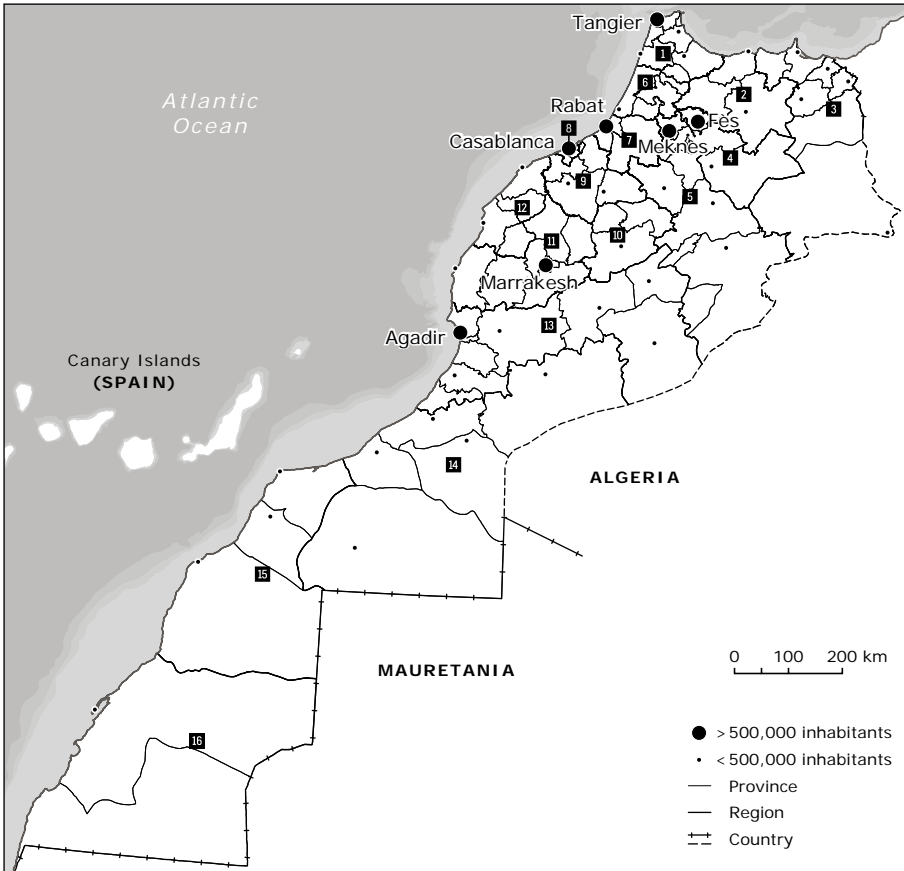 Tangier
1
6
2
Atlantic
Ocean
Rabat
3
Fès
8
7
Casablanca
Meknes
4
9
5
12
10
11
Marrakesh
13
Agadir
Canary Islands
(SPAIN)
14
ALGERIA
15
MAURETANIA
0 100 200 km
16
> 500,000 inhabitants
< 500,000 inhabitants
Province
Region
Country